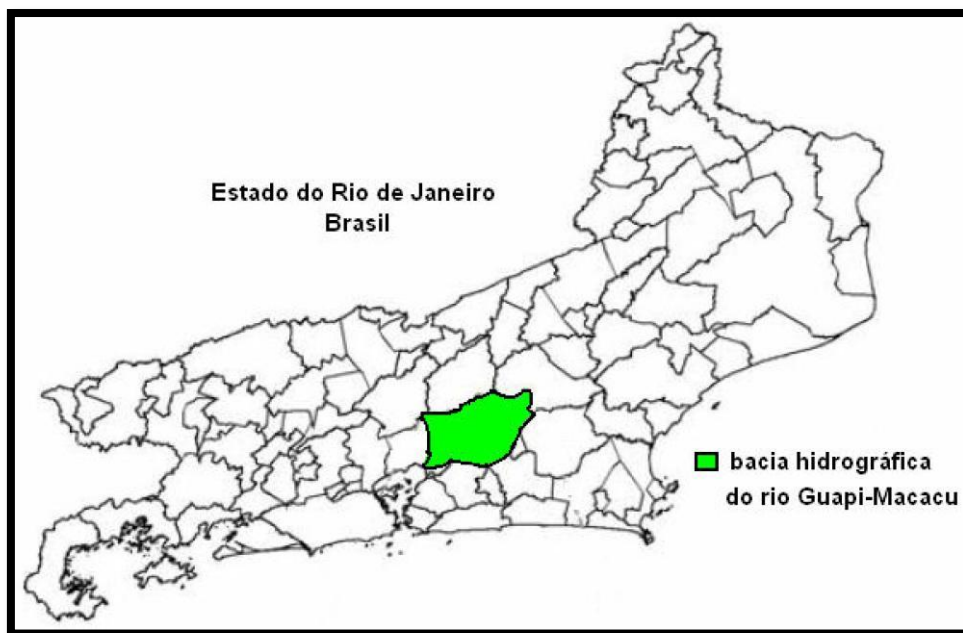 Estado do Rio de Janeiro
Brasil
bacia hidrográfica
do rio Guapi-Macacu